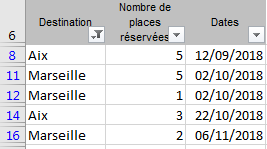 Nombre de
Destination places Dates
6 réservées
8 Aix 5 12/09/2018
11 Marseille 5 02/10/2018
12 Marseille 1 02/10/2018
14 Aix 3 22/10/2018
16 Marseille 2 06/11/2018